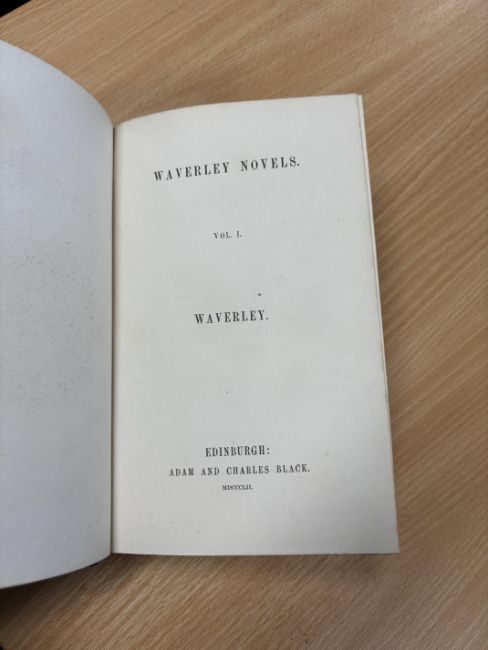 WAVERLEY NOVELS.
VOL. I.
WAVERLEY.
EDINBURGH:
ADAM AND CHARLES BLACK.
MDCCCLII.